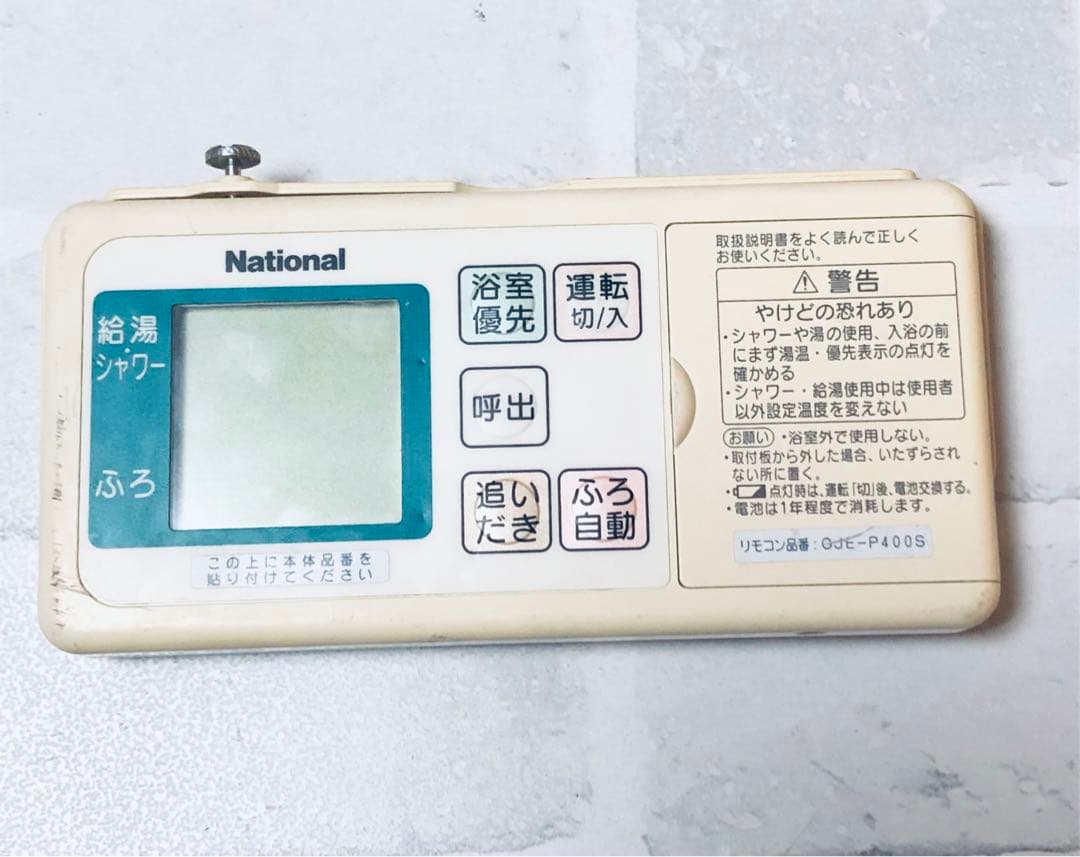 National
給湯
・
シャワー
ふろ
この上に本体品番を
貼り付けてください
浴室
優先
運転
切/入
呼出
追い
だき
ふろ
自動
取扱説明書をよく読んで正しく
お使いください。
警告
やけどの恐れあり
・シャワーや湯の使用、入浴の前
にまず湯温・優先表示の点灯を
確かめる
・シャワー・給湯使用中は使用者
以外設定温度を変えない
お願い ・浴室外で使用しない。
・取付板から外した場合、いたずらされ
ない所に置く。
・点灯時は、運転「切」後、電池交換する。
・電池は1年程度で消耗します。
リモコン品番：GJE-P400S